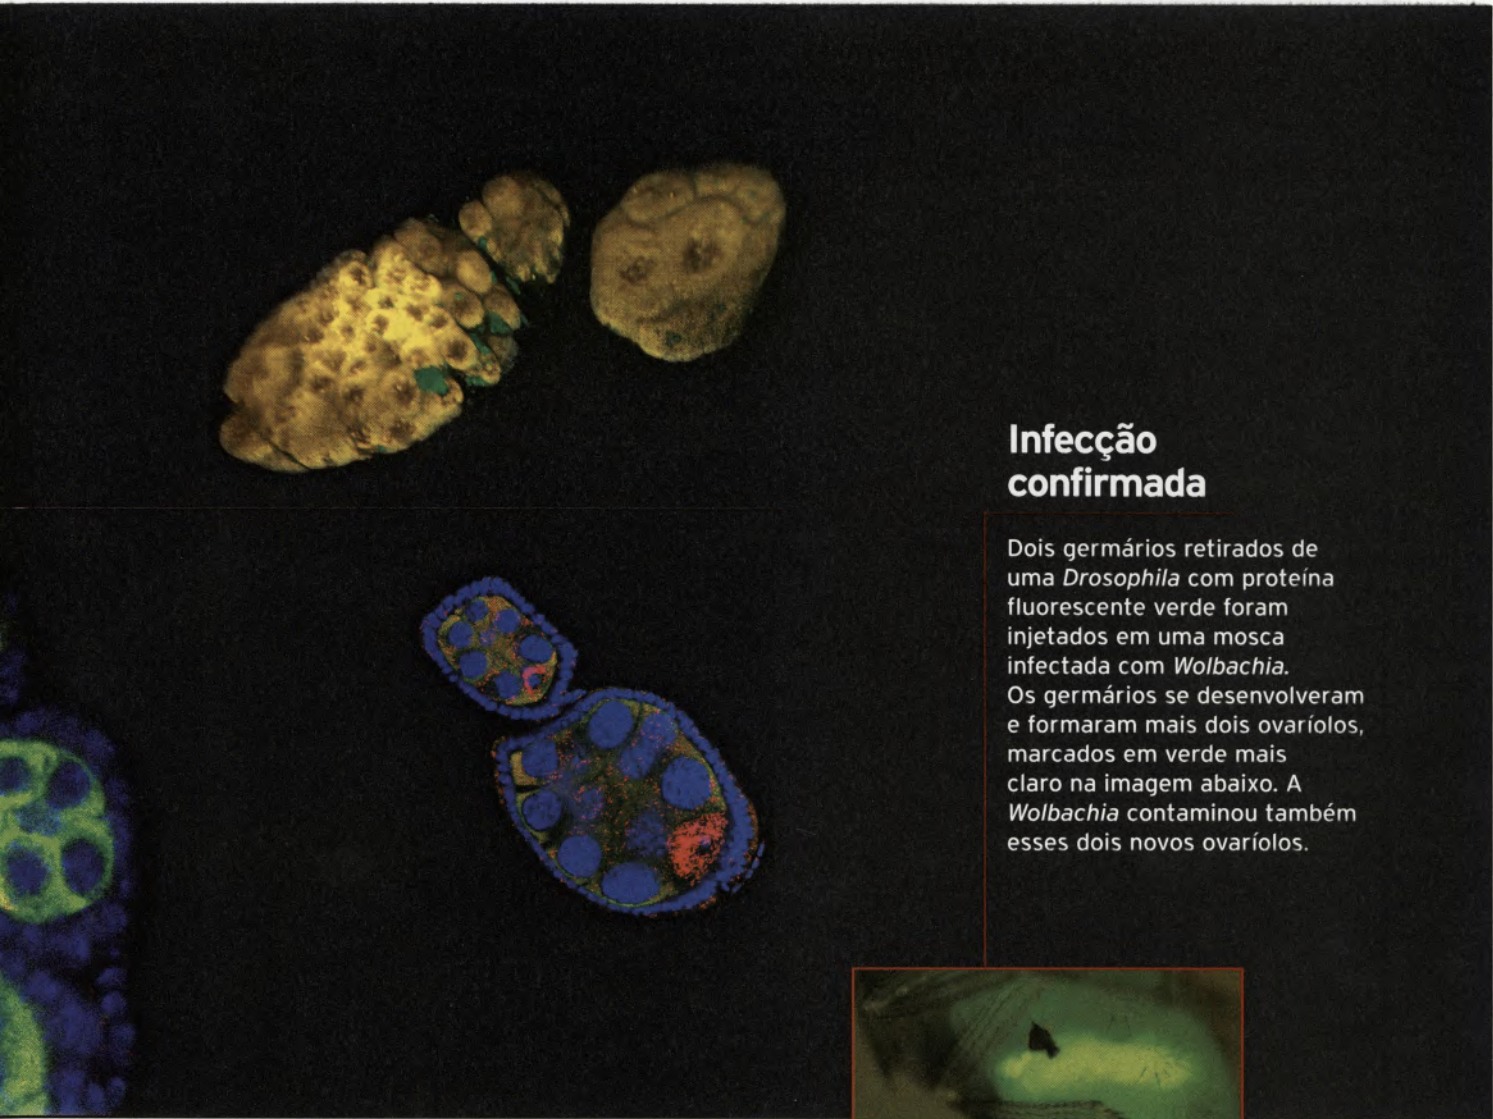 Infecção
confirmada
Dois germários retirados de
uma Drosophila com proteína
fluorescente verde foram
injetados em uma mosca
infectada com Wolbachia.
Os germários se desenvolveram
e formaram mais dois ovaríolos,
marcados em verde mais
claro na imagem abaixo. A
Wolbachia contaminou também
esses dois novos ovaríolos.